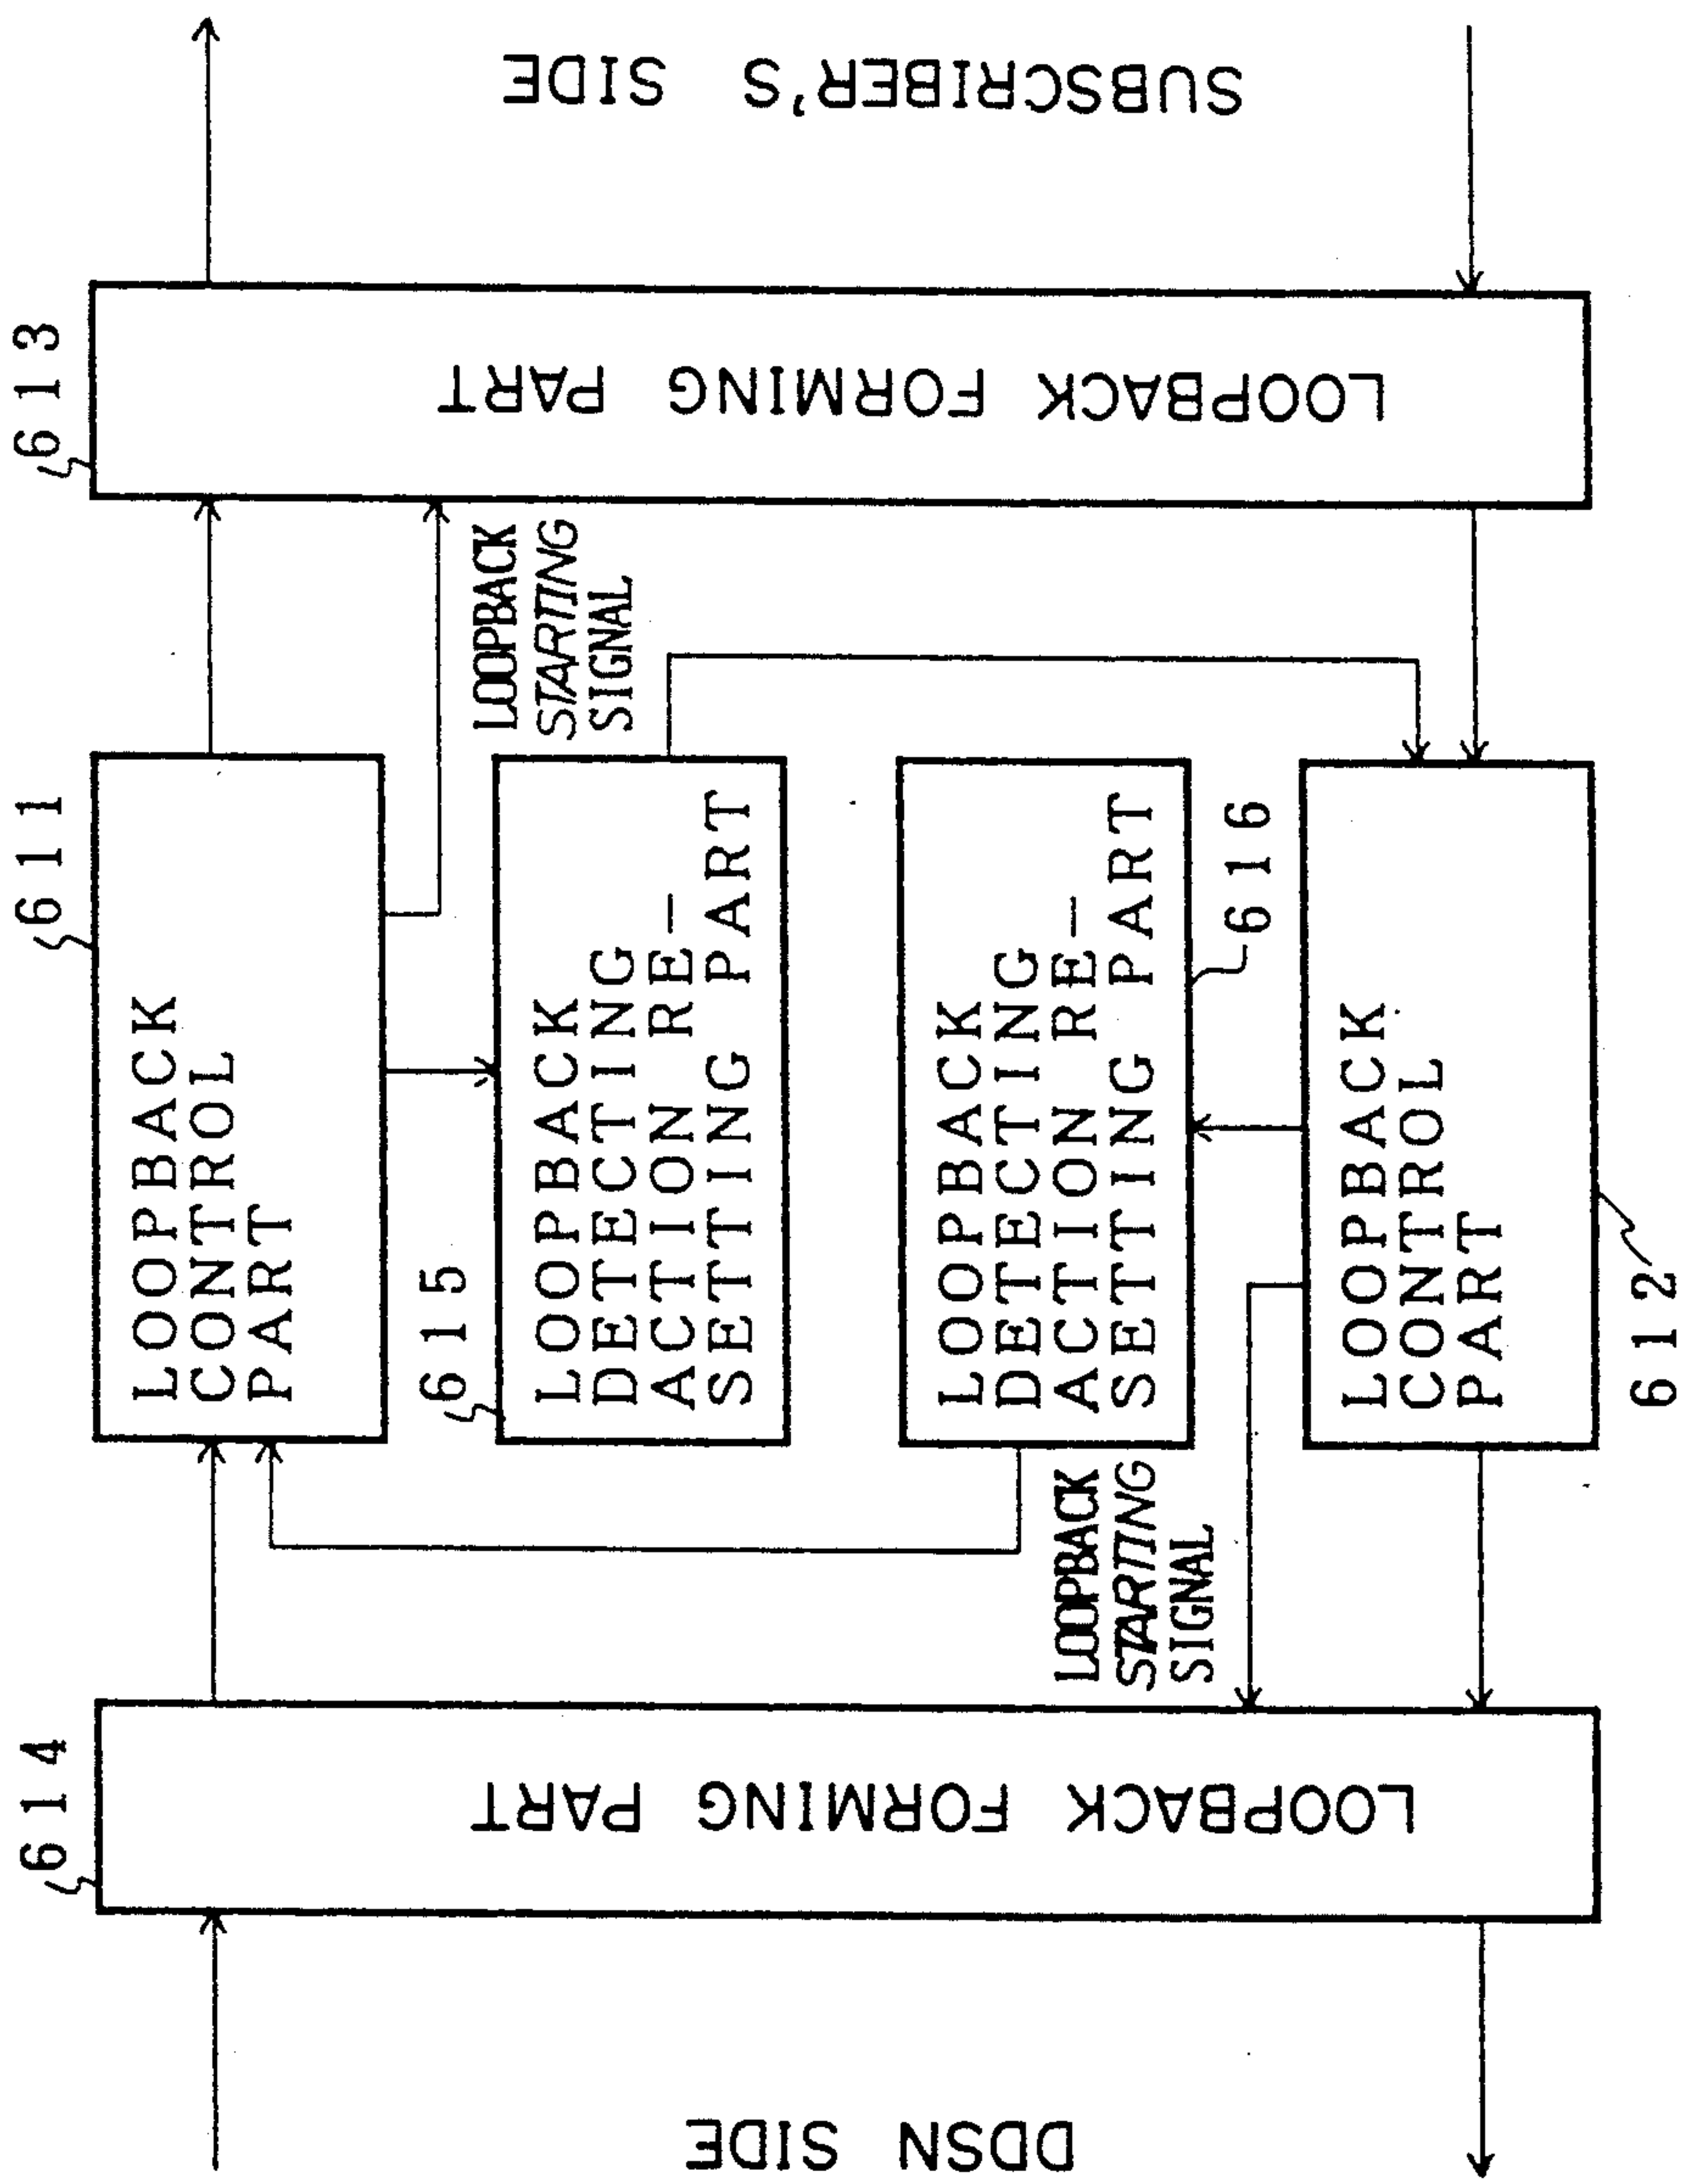 614
LOOPBACK FORMING PART
DDSN SIDE
611
LOOPBACK
CONTROL
PART
615
LOOPBACK
DETECTING
ACTION RE-
SETTING PART
LOOPBACK
DETECTING
ACTION RE-
SETTING PART
616
LOOPBACK
STARTING
SIGNAL
LOOPBACK
CONTROL
PART
612
613
LOOPBACK FORMING PART
LOOPBACK
STARTING
SIGNAL
SUBSCRIBER'S SIDE